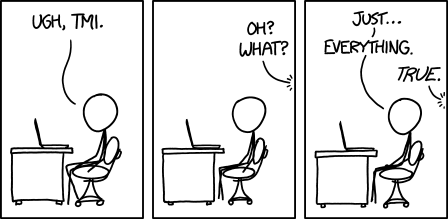 UGH, TMI.
OH?
WHAT?
JUST...
EVERYTHING.
TRUE.